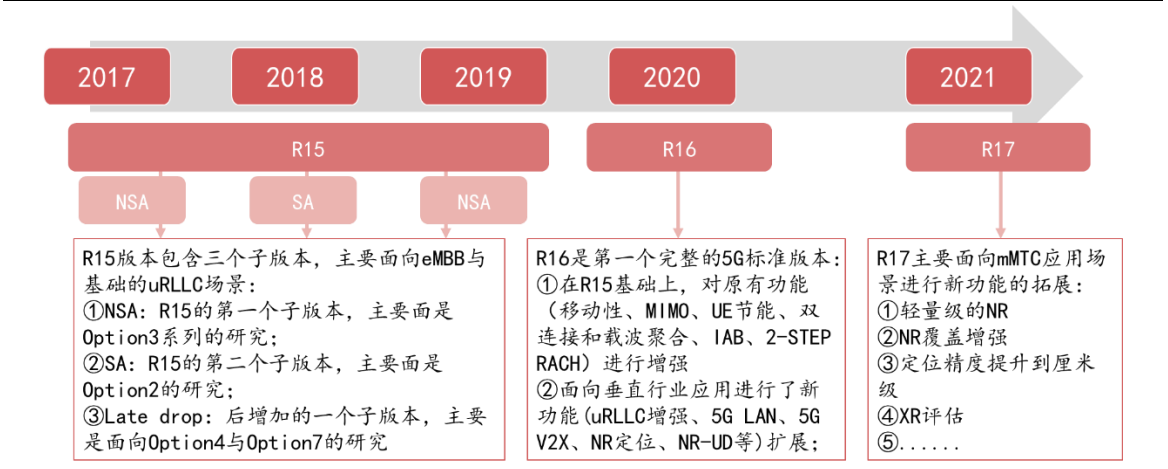 2017
2018
2019
2020
2021
R15
R16
R17
NSA
SA
NSA
R15版本包含三个子版本，主要面向eMBB与
基础的uRLLC场景：
①NSA：R15的第一个子版本，主要面是
Option3系列的研究；
②SA：R15的第二个子版本，主要面是
Option2的研究；
③Late drop：后增加的一个子版本，主要
是面向Option4与Option7的研究
R16是第一个完整的5G标准版本：
①在R15基础上，对原有功能
（移动性、MIMO、UE节能、双
连接和载波聚合、IAB、2-STEP
RACH）进行增强
②面向垂直行业应用进行了新
功能(uRLLC增强、5G LAN、5G
V2X、NR定位、NR-UD等)扩展；
R17主要面向mMTC应用场
景进行新功能的拓展：
①轻量级的NR
②NR覆盖增强
③定位精度提升到厘米
级
④XR评估
⑤......